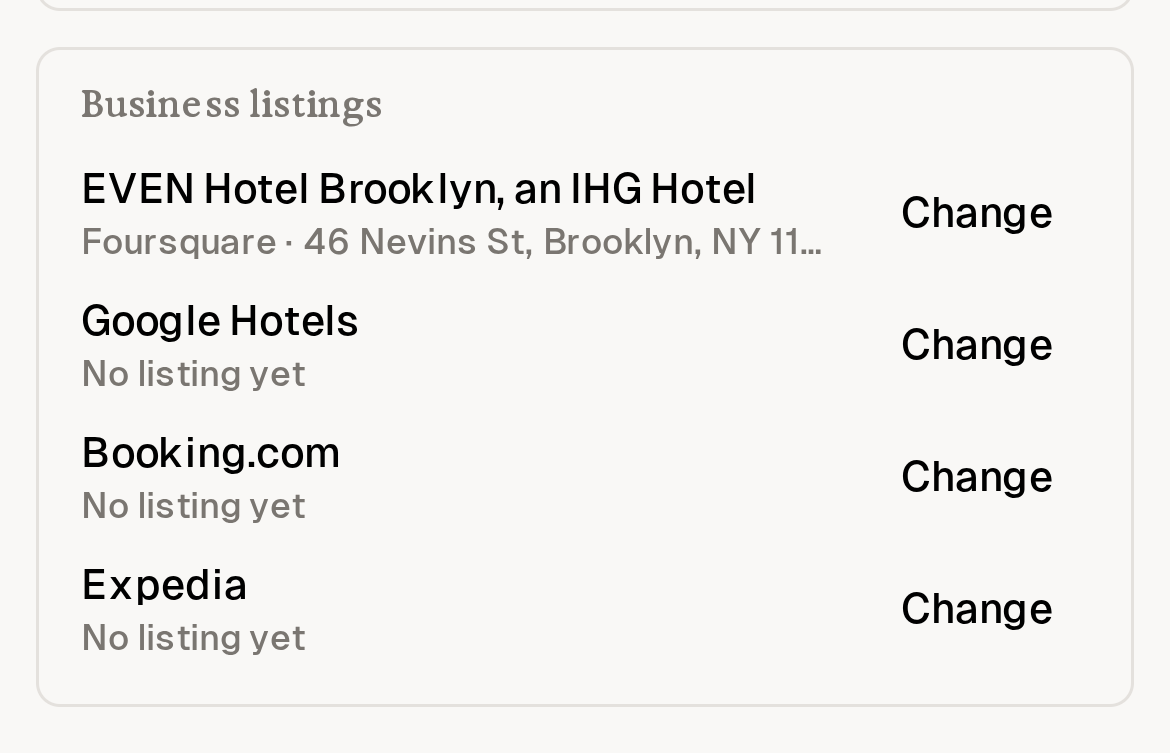 Business listings
EVEN Hotel Brooklyn, an IHG Hotel
Foursquare · 46 Nevins St, Brooklyn, NY 11…
Change
Google Hotels
No listing yet
Change
Booking.com
No listing yet
Change
Expedia
No listing yet
Change